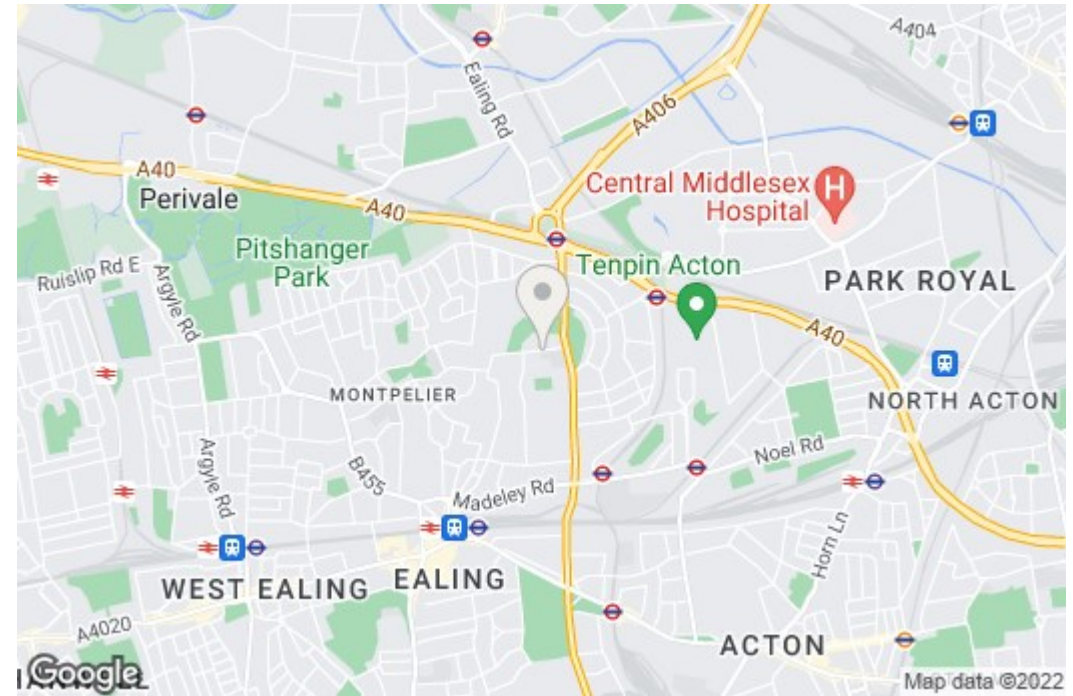 A404
Ealing Rd
A406
A40
Perivale
Central Middlesex
Hospital
H
A40
Pitshanger
Park
Ruislip Rd E
Argyle Rd
Tenpin Acton
PARK ROYAL
A40
MONTPELIER
NORTH ACTON
Argyle Rd
B455
Noel Rd
Madeley Rd
Horn Ln
WEST EALING
EALING
A4020
ACTON
Google
Map data ©2022